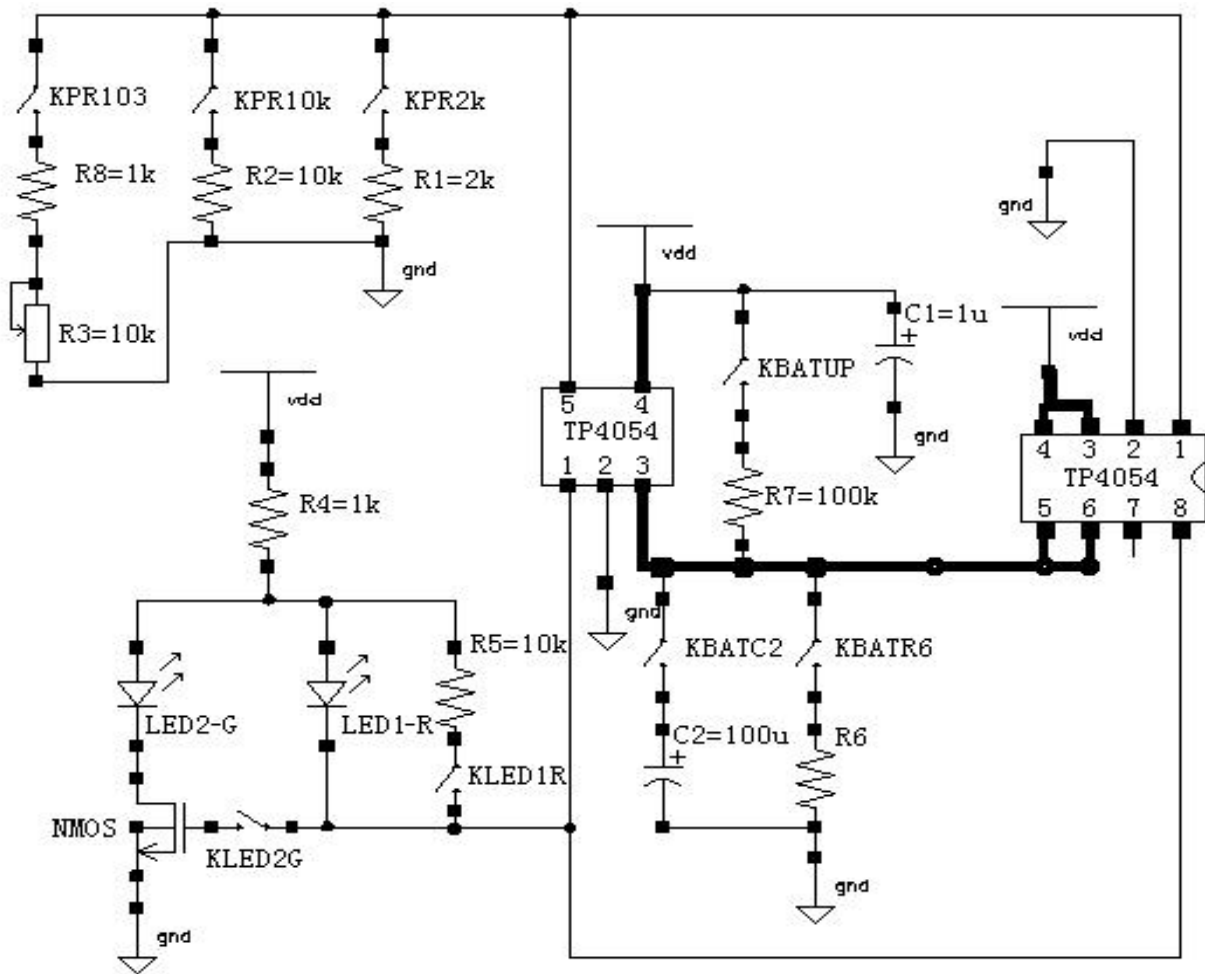 KPR103 KPR10k KPR2k
R8=1k R2=10k R1=2k
gnd
vdd
gnd
R3=10k
C1=1u
vdd
KBATUP
vdd
5 4
TP4054
1 2 3
gnd
4 3 2 1
TP4054
5 6 7 8
R7=100k
R4=1k
gnd
R5=10k
KBATC2 KBATR6
LED2-G LED1-R
C2=100u R6
KLED1R
NMOS
KLED2G
gnd
gnd